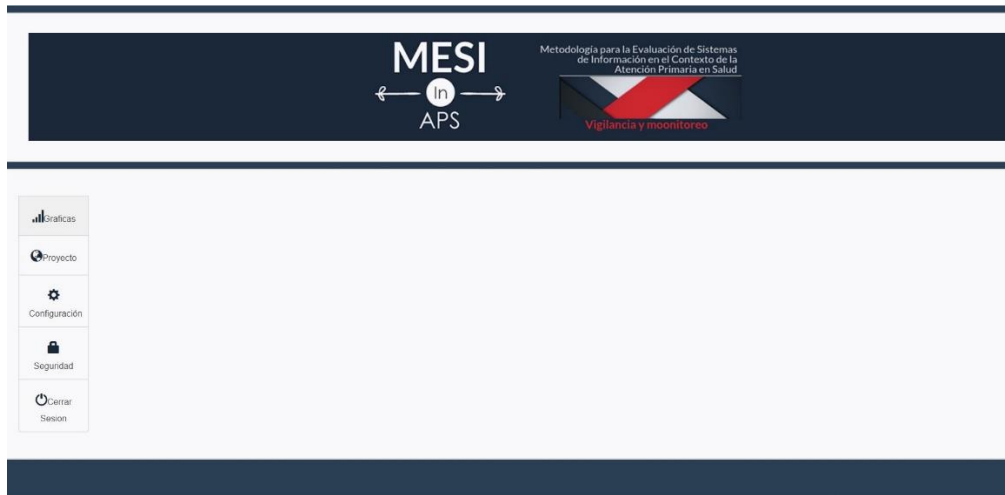 MESI
In
APS
Metodología para la Evaluación de Sistemas
de Información en el Contexto de la
Atención Primaria en Salud
Vigilancia y moonitoreo
Graficas
Proyecto
Configuración
Seguridad
Cerrar
Sesion